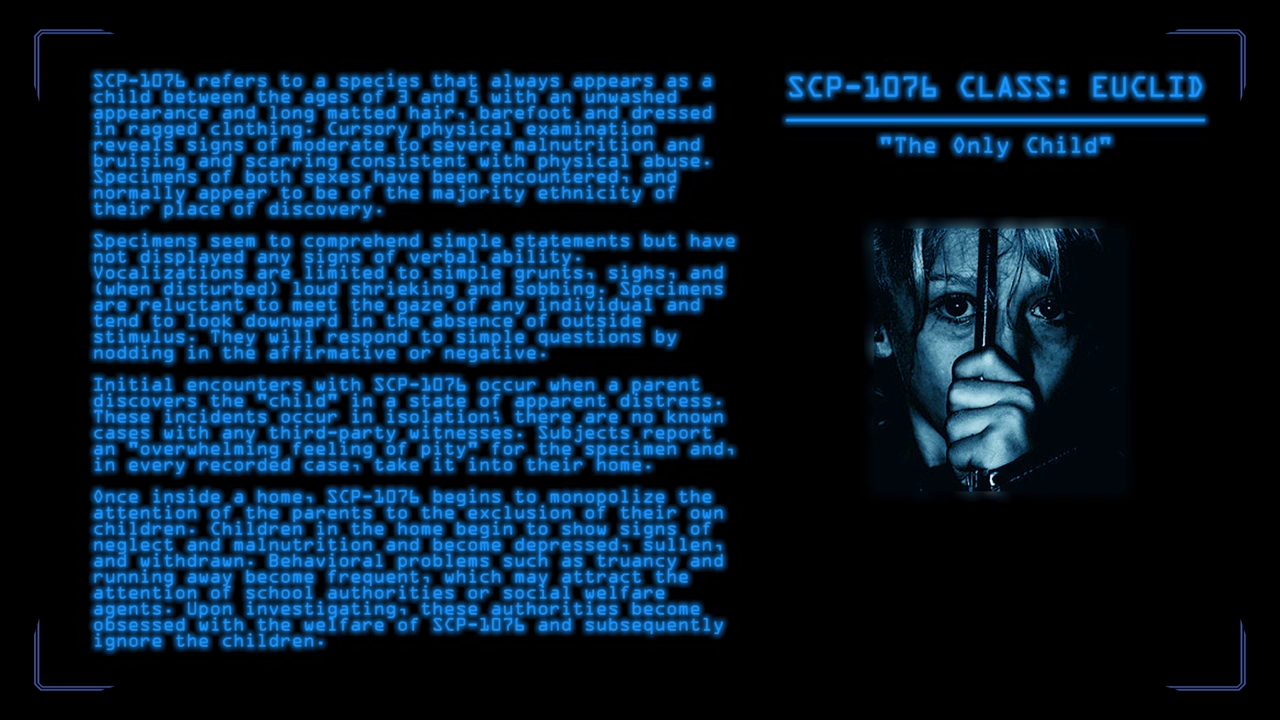 SCP-1076 refers to a species that always appears as a
child between the ages of 3 and 5 with an unwashed
appearance and long matted hair, barefoot and dressed
in ragged clothing. Cursory physical examination
reveals signs of moderate to severe malnutrition and
bruising and scarring consistent with physical abuse.
Specimens of both sexes have been encountered, and
normally appear to be of the majority ethnicity of
their place of discovery.
Specimens seem to comprehend simple statements but have
not displayed any signs of verbal ability.
Vocalizations are limited to simple grunts, sighs, and
(when disturbed) loud shrieking and sobbing. Specimens
are reluctant to meet the gaze of any individual and
tend to look downward in the absence of outside
stimulus. They will respond to simple questions by
nodding in the affirmative or negative.
Initial encounters with SCP-1076 occur when a parent
discovers the "child" in a state of apparent distress.
These incidents occur in isolation; there are no known
cases with any third-party witnesses. Subjects report
an "overwhelming feeling of pity" for the specimen and,
in every recorded case, take it into their home.
Once inside a home, SCP-1076 begins to monopolize the
attention of the parents to the exclusion of their own
children. Children in the home begin to show signs of
neglect and malnutrition and become depressed, sullen,
and withdrawn. Behavioral problems such as truancy and
running away become frequent, which may attract the
attention of school authorities or social welfare
agents. Upon investigating, these authorities become
obsessed with the welfare of SCP-1076 and subsequently
ignore the children.
SCP-1076 CLASS: EUCLID
"The Only Child"